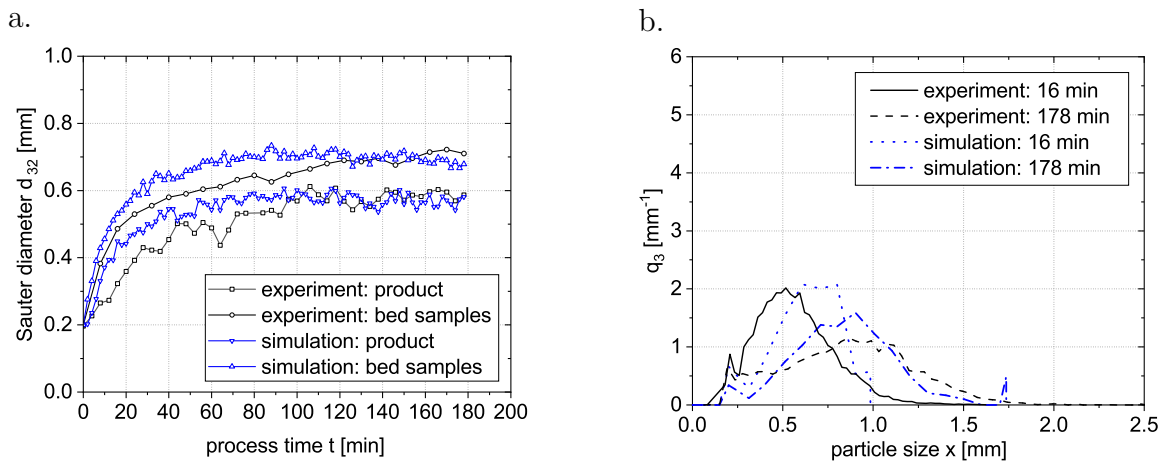 a.
1.0
0.8
0.6
0.4
0.2
0.0
Sauter diameter d32 [mm]
experiment: product
experiment: bed samples
simulation: product
simulation: bed samples
0 20 40 60 80 100 120 140 160 180 200
process time t [min]
b.
6
5
4
3
2
1
0
q3 [mm-1]
experiment: 16 min
experiment: 178 min
simulation: 16 min
simulation: 178 min
0.0 0.5 1.0 1.5 2.0 2.5
particle size x [mm]